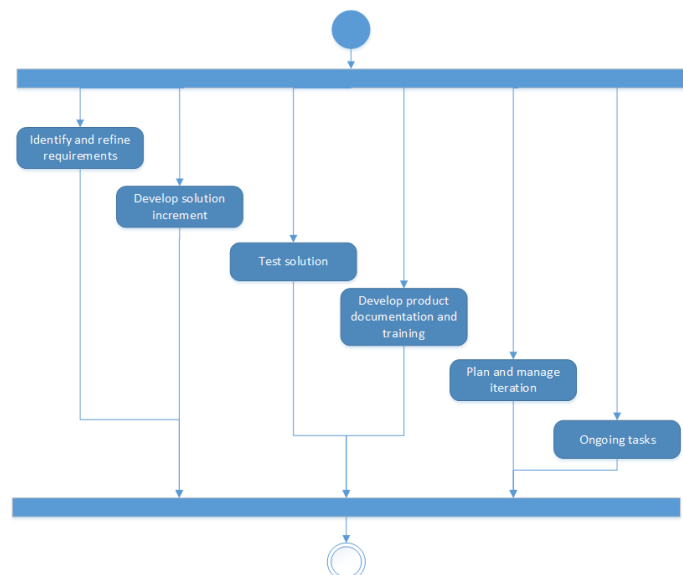 Identify and refine
requirements
Develop solution
increment
Test solution
Develop product
documentation and
training
Plan and manage
iteration
Ongoing tasks